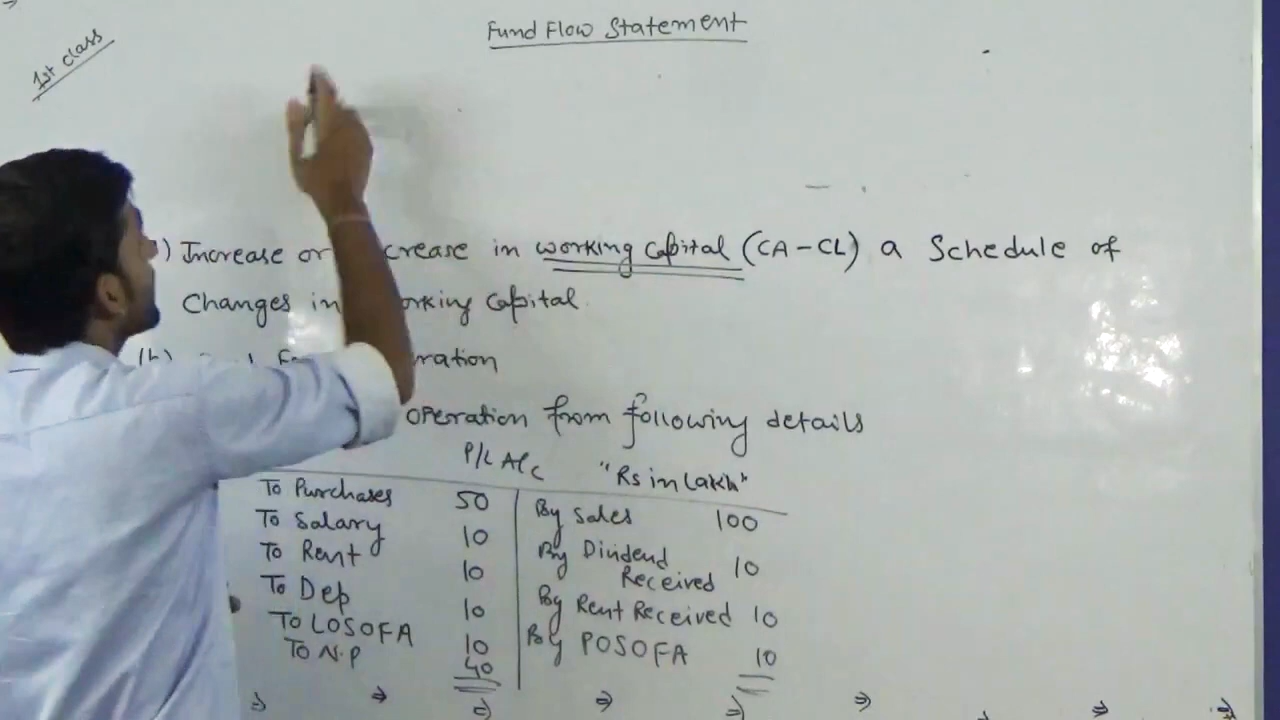 Fund Flow Statement
1st class
) Increase or crease in working Capital (CA-CL) a Schedule of
Changes in orking Capital.
(b) ration
operation from following details
P/L A/c "Rs in Lakh"
To Purchases 50 By Sales 100
To Salary 10 By Dividend Received 10
To Rent 10 By Rent Received 10
To Dep 10 By POSOFA 10
To LOSOFA 10
To N.P 40